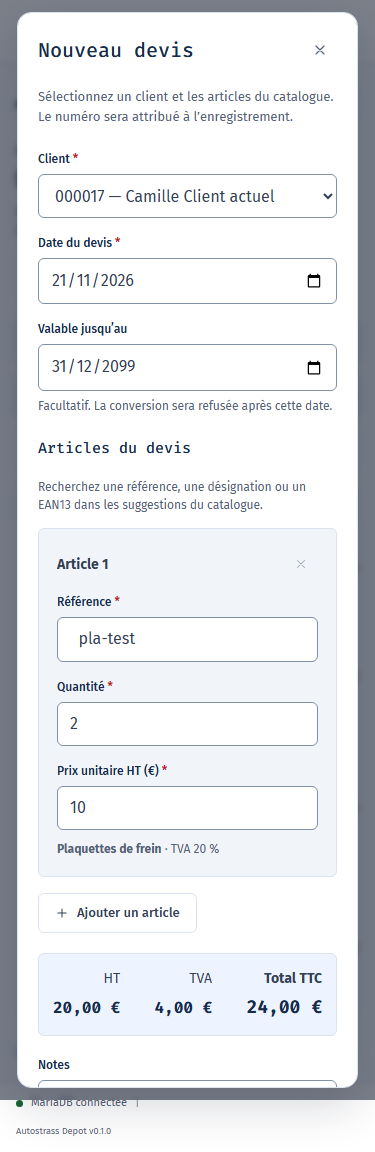 Nouveau devis
Sélectionnez un client et les articles du catalogue.
Le numéro sera attribué à l'enregistrement.
Client *
000017 — Camille Client actuel
Date du devis *
21/11/2026
Valable jusqu'au
31/12/2099
Facultatif. La conversion sera refusée après cette date.
Articles du devis
Recherchez une référence, une désignation ou un
EAN13 dans les suggestions du catalogue.
Article 1
Référence *
pla-test
Quantité *
2
Prix unitaire HT (€) *
10
Plaquettes de frein · TVA 20 %
+ Ajouter un article
HT TVA Total TTC
20,00 € 4,00 € 24,00 €
Notes
MariaDB connectée |
Autostrass Depot v0.1.0